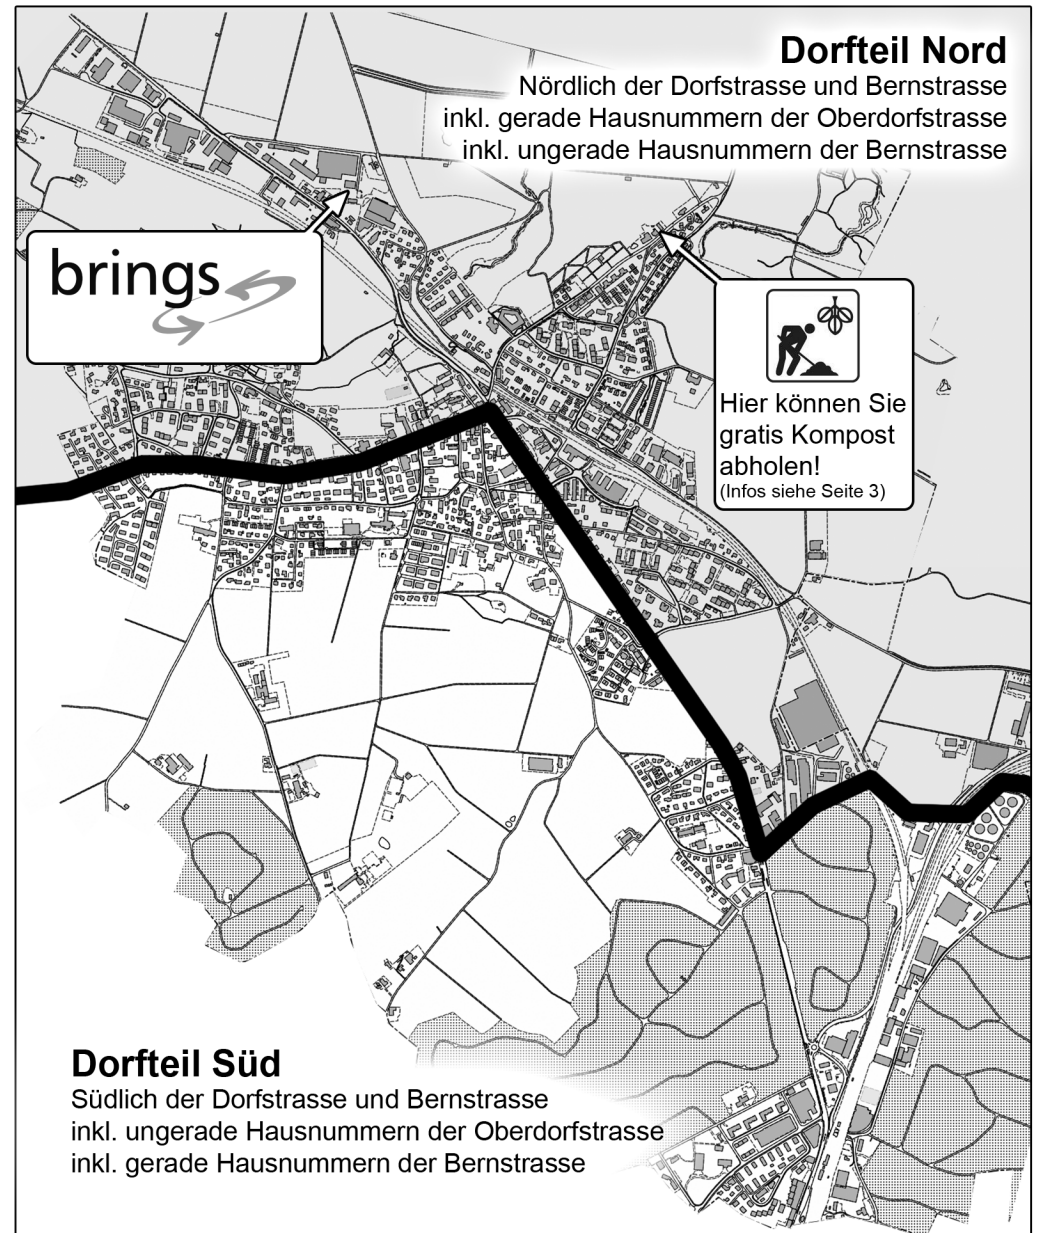 Dorfteil Nord
Nördlich der Dorfstrasse und Bernstrasse
inkl. gerade Hausnummern der Oberdorfstrasse
inkl. ungerade Hausnummern der Bernstrasse
brings
Hier können Sie
gratis Kompost
abholen!
(Infos siehe Seite 3)
Dorfteil Süd
Südlich der Dorfstrasse und Bernstrasse
inkl. ungerade Hausnummern der Oberdorfstrasse
inkl. gerade Hausnummern der Bernstrasse